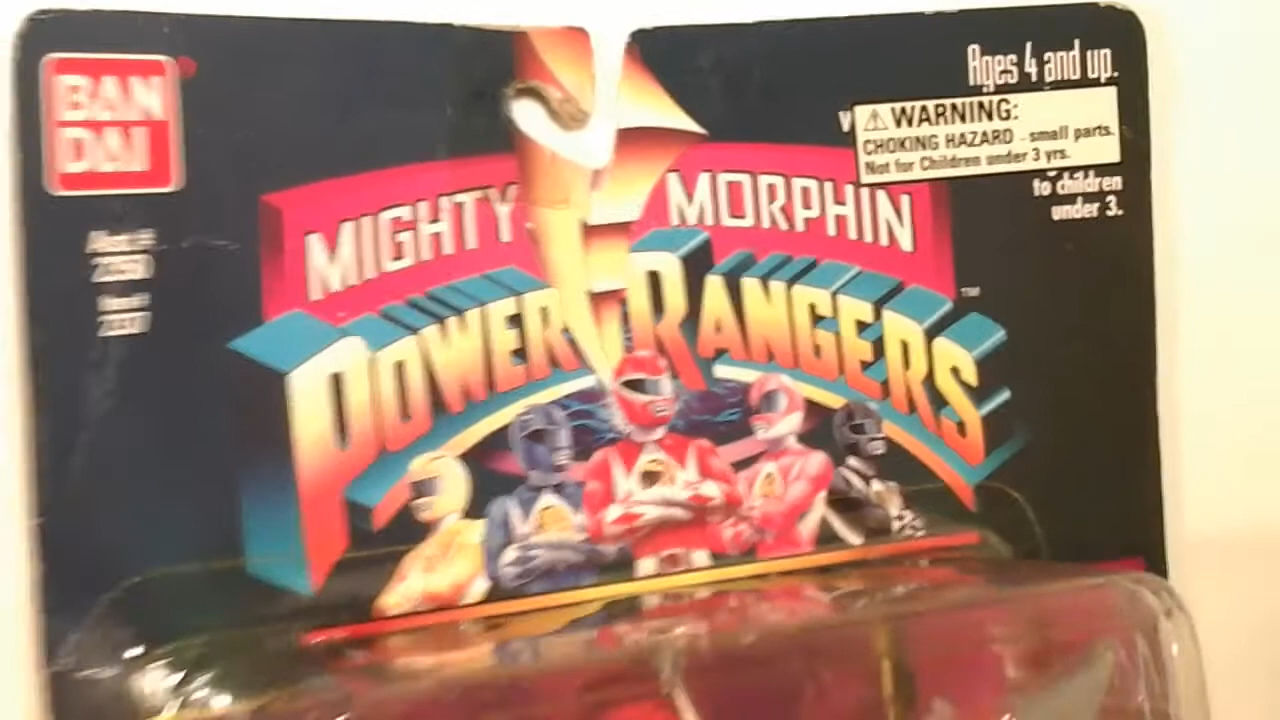 BAN
DAI
Ages 4 and up.
⚠ WARNING:
CHOKING HAZARD - small parts.
Not for Children under 3 yrs.
to children
under 3.
MIGHTY MORPHIN
POWER RANGERS
TM